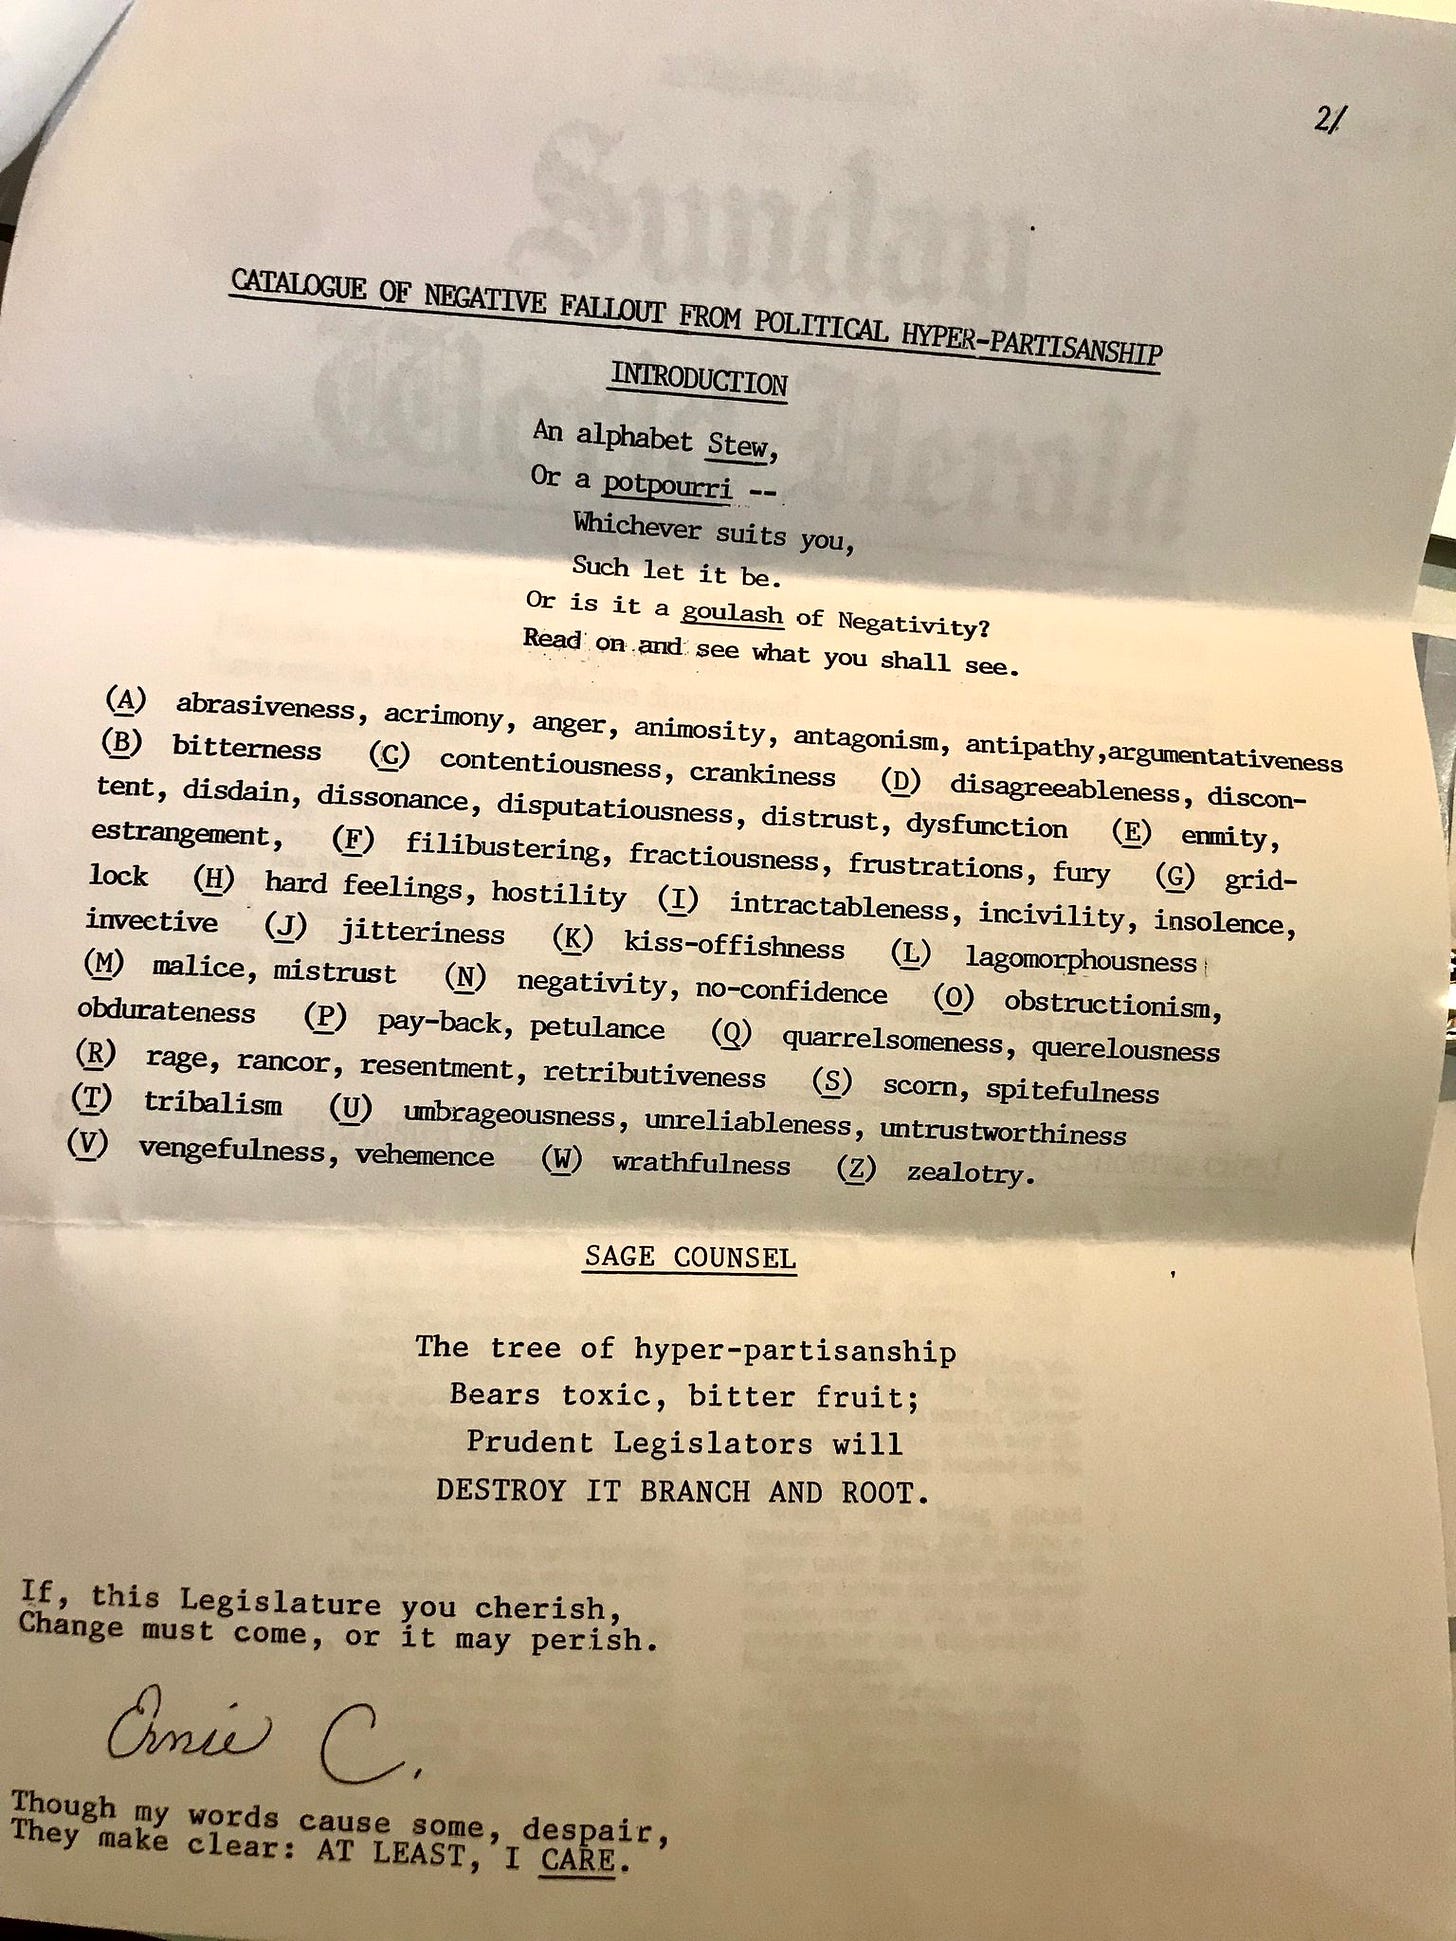 2/
CATALOGUE OF NEGATIVE FALLOUT FROM POLITICAL HYPER-PARTISANSHIP
INTRODUCTION
An alphabet Stew,
Or a potpourri --
Whichever suits you,
Such let it be.
Or is it a goulash of Negativity?
Read on and see what you shall see.
(A) abrasiveness, acrimony, anger, animosity, antagonism, antipathy,argumentativeness
(B) bitterness (C) contentiousness, crankiness (D) disagreeableness, discon-
tent, disdain, dissonance, disputatiousness, distrust, dysfunction (E) enmity,
estrangement, (F) filibustering, fractiousness, frustrations, fury (G) grid-
lock (H) hard feelings, hostility (I) intractableness, incivility, insolence,
invective (J) jitteriness (K) kiss-offishness (L) lagomorphousness
(M) malice, mistrust (N) negativity, no-confidence (O) obstructionism,
obdurateness (P) pay-back, petulance (Q) quarrelsomeness, querelousness
(R) rage, rancor, resentment, retributiveness (S) scorn, spitefulness
(T) tribalism (U) umbrageousness, unreliableness, untrustworthiness
(V) vengefulness, vehemence (W) wrathfulness (Z) zealotry.
SAGE COUNSEL
The tree of hyper-partisanship
Bears toxic, bitter fruit;
Prudent Legislators will
DESTROY IT BRANCH AND ROOT.
If, this Legislature you cherish,
Change must come, or it may perish.
Ernie C.
Though my words cause some, despair,
They make clear: AT LEAST, I CARE.